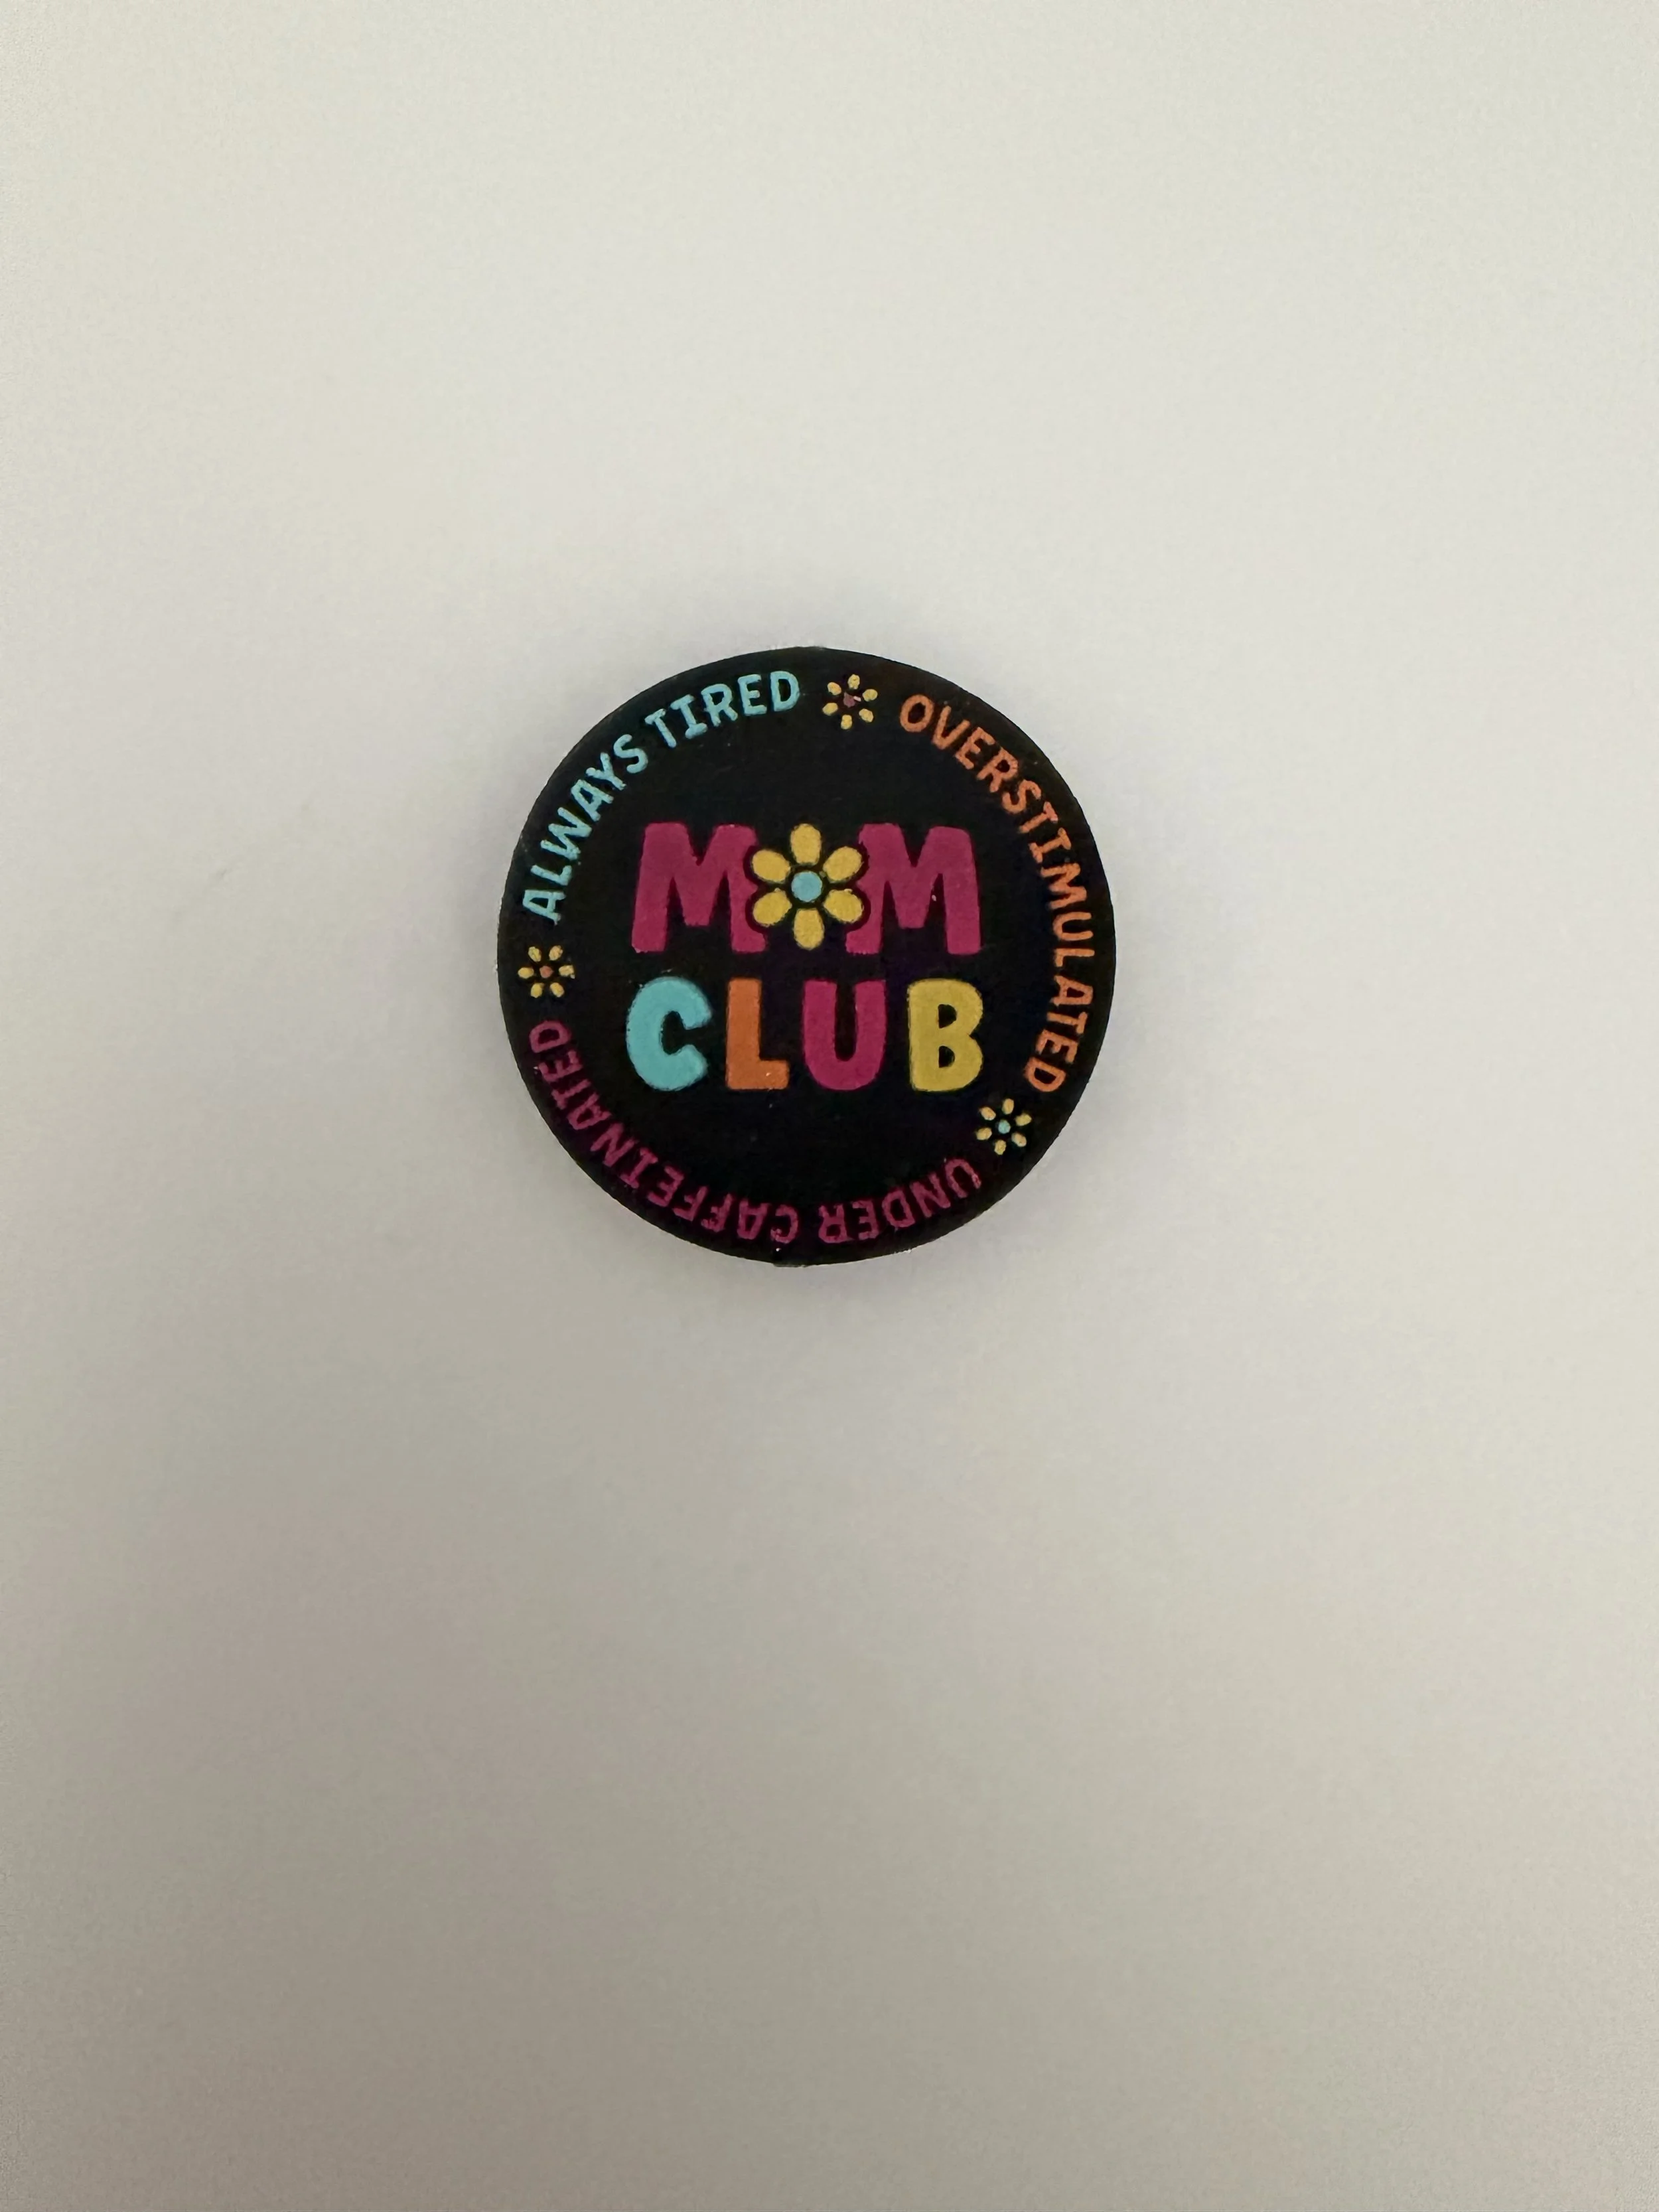 ALWAYS TIRED
OVERSTIMULATED
UNDER CAFFEINATED
MOM
CLUB